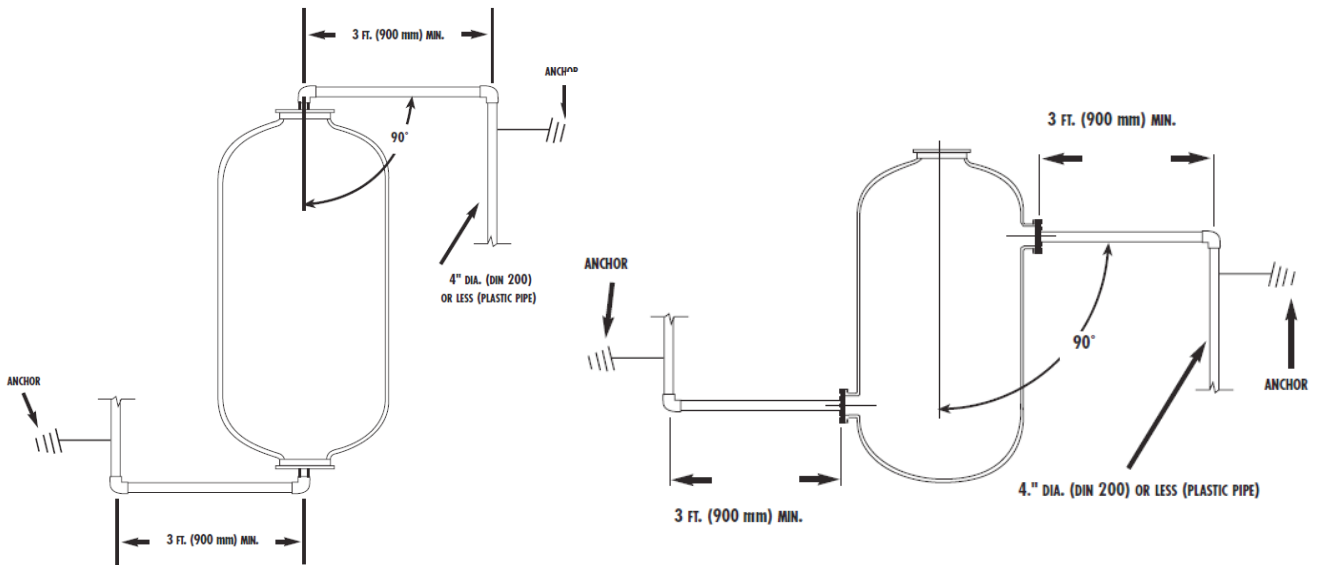 3 FT. (900 mm) MIN.
ANCHOR
90°
4" DIA. (DIN 200)
OR LESS (PLASTIC PIPE)
ANCHOR
3 FT. (900 mm) MIN.
3 FT. (900 mm) MIN.
ANCHOR
90°
ANCHOR
4." DIA. (DIN 200) OR LESS (PLASTIC PIPE)
3 FT. (900 mm) MIN.